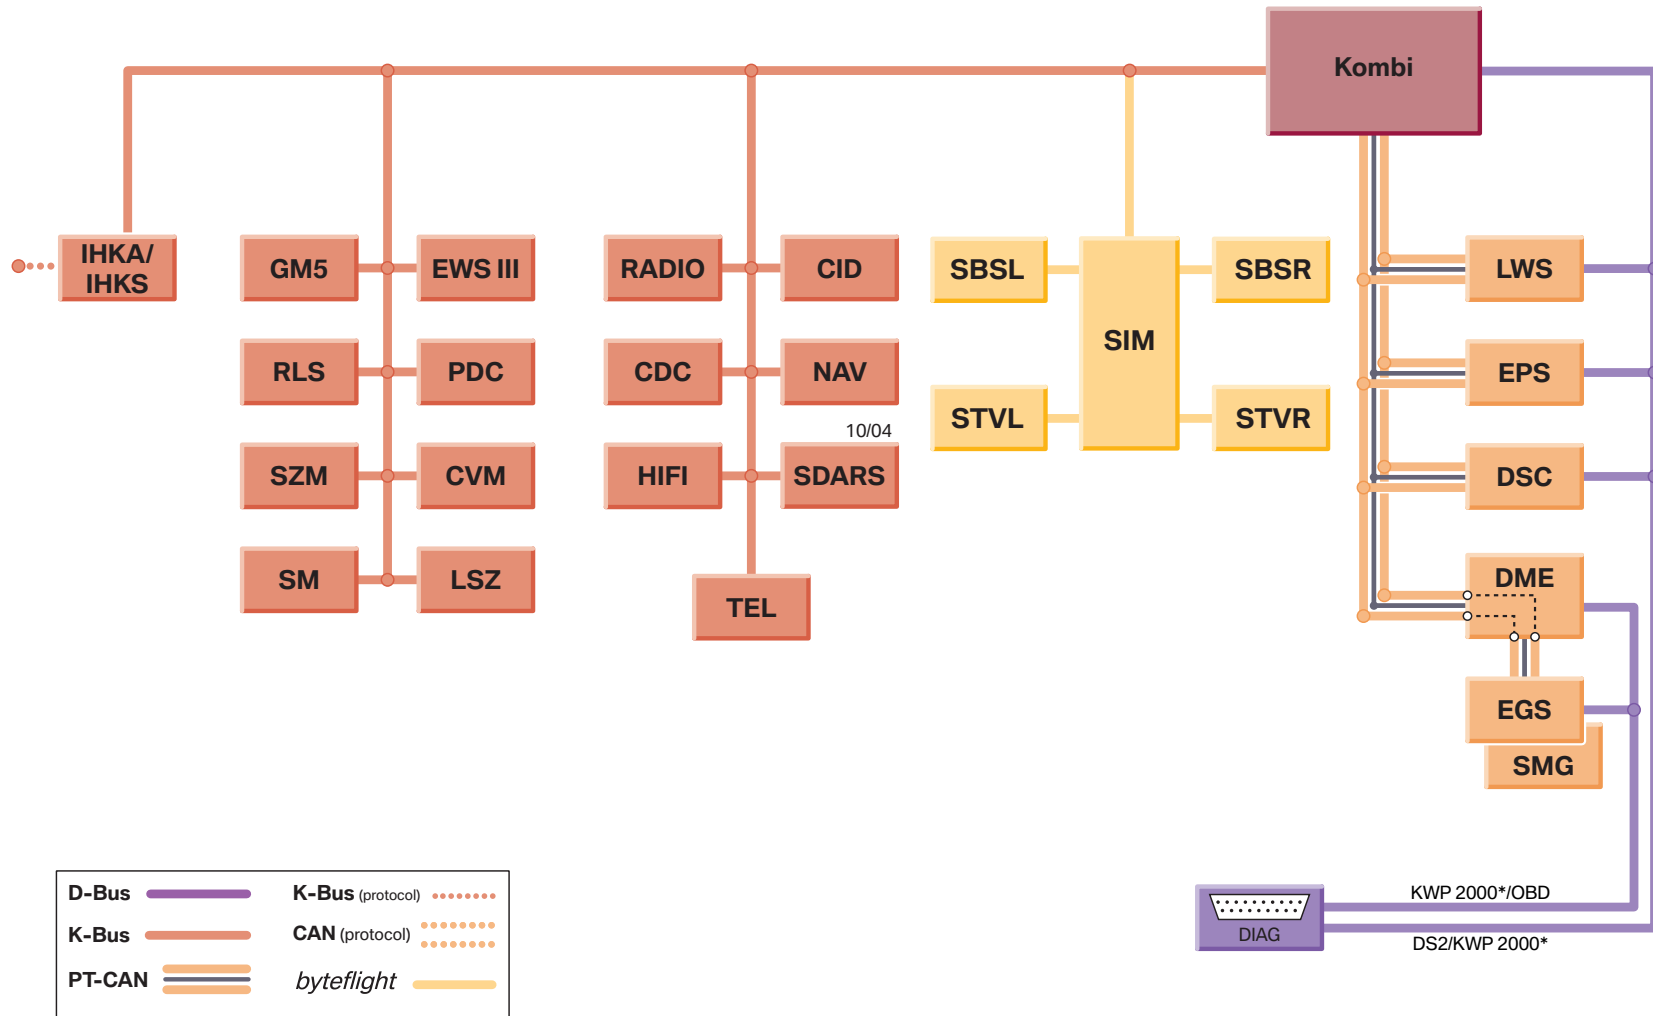 Kombi
IHKA/
IHKS
GM5
EWS III
RADIO
CID
SBSL
SBSR
LWS
SIM
RLS
PDC
CDC
NAV
EPS
STVL
STVR
10/04
SZM
CVM
HIFI
SDARS
DSC
SM
LSZ
TEL
DME
EGS
SMG
D-Bus
K-Bus (protocol)
K-Bus
CAN (protocol)
PT-CAN
byteflight
KWP 2000*/OBD
DIAG
DS2/KWP 2000*